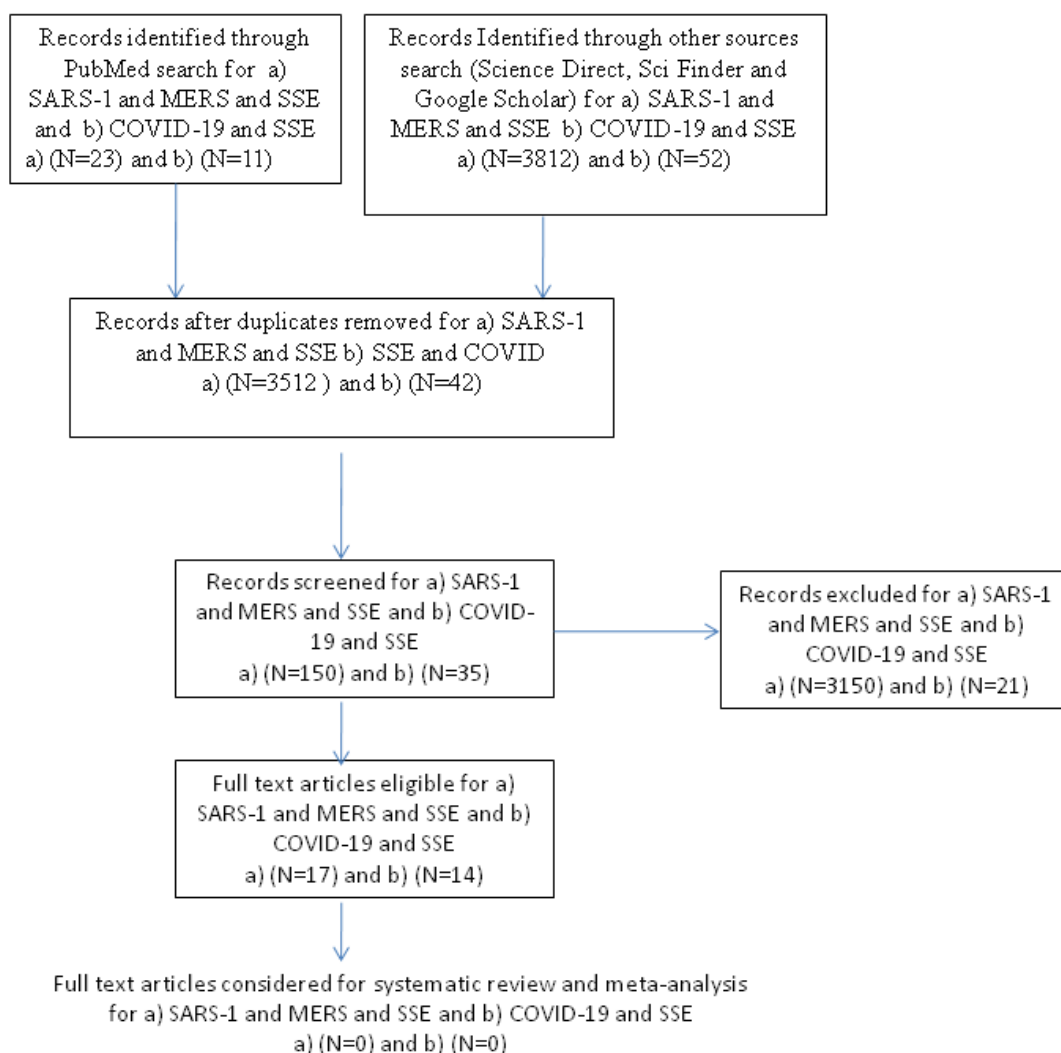 Records identified through
PubMed search for a)
SARS-1 and MERS and SSE
and b) COVID-19 and SSE
a) (N=23) and b) (N=11)
Records Identified through other sources
search (Science Direct, Sci Finder and
Google Scholar) for a) SARS-1 and
MERS and SSE b) COVID-19 and SSE
a) (N=3812) and b) (N=52)
Records after duplicates removed for a) SARS-1
and MERS and SSE b) SSE and COVID
a) (N=3512 ) and b) (N=42)
Records screened for a) SARS-1
and MERS and SSE and b) COVID-
19 and SSE
a) (N=150) and b) (N=35)
Records excluded for a) SARS-1
and MERS and SSE and b)
COVID-19 and SSE
a) (N=3150) and b) (N=21)
Full text articles eligible for a)
SARS-1 and MERS and SSE and b)
COVID-19 and SSE
a) (N=17) and b) (N=14)
Full text articles considered for systematic review and meta-analysis
for a) SARS-1 and MERS and SSE and b) COVID-19 and SSE
a) (N=0) and b) (N=0)